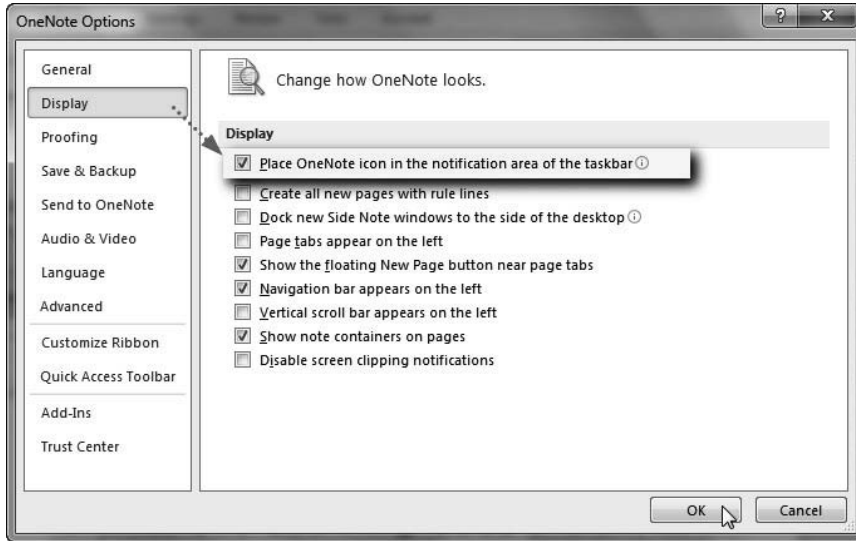 OneNote Options
General
Display
Proofing
Save & Backup
Send to OneNote
Audio & Video
Language
Advanced
Customize Ribbon
Quick Access Toolbar
Add-Ins
Trust Center
Change how OneNote looks.
Display
Place OneNote icon in the notification area of the taskbar
Create all new pages with rule lines
Dock new Side Note windows to the side of the desktop
Page tabs appear on the left
Show the floating New Page button near page tabs
Navigation bar appears on the left
Vertical scroll bar appears on the left
Show note containers on pages
Disable screen clipping notifications
OK
Cancel